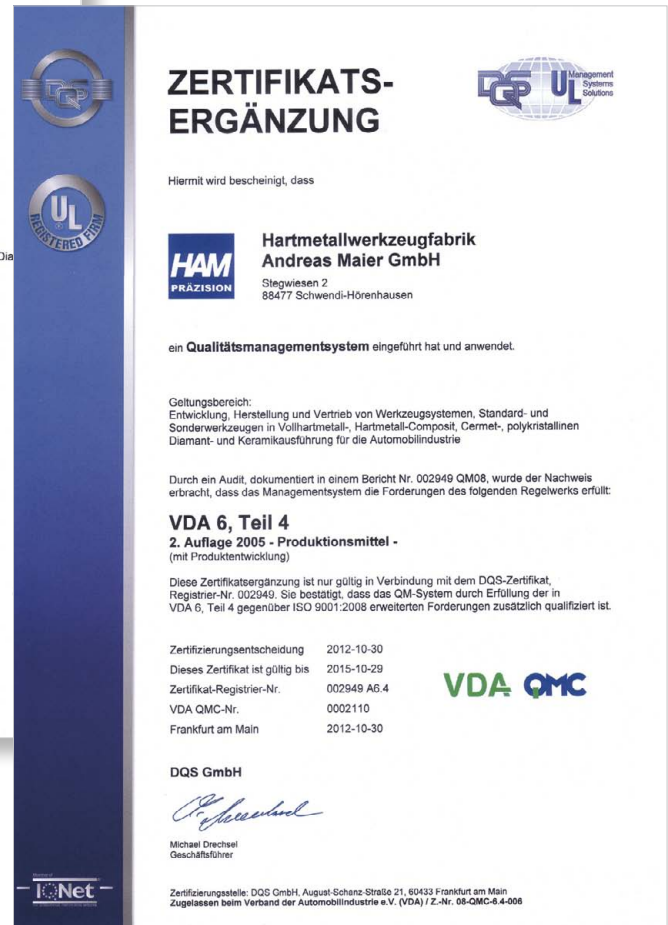 ZERTIFIKATS-
ERGÄNZUNG
DQS
UL
Management
Systems
Solutions
DQS
UL
REGISTERED FIRM
Dia
Hiermit wird bescheinigt, dass
HAM
PRÄZISION
Hartmetallwerkzeugfabrik
Andreas Maier GmbH
Stegwiesen 2
88477 Schwendi-Hörenhausen
ein Qualitätsmanagementsystem eingeführt hat und anwendet.
Geltungsbereich:
Entwicklung, Herstellung und Vertrieb von Werkzeugsystemen, Standard- und
Sonderwerkzeugen in Vollhartmetall-, Hartmetall-Composit, Cermet-, polykristallinen
Diamant- und Keramikausführung für die Automobilindustrie
Durch ein Audit, dokumentiert in einem Bericht Nr. 002949 QM08, wurde der Nachweis
erbracht, dass das Managementsystem die Forderungen des folgenden Regelwerks erfüllt:
VDA 6, Teil 4
2. Auflage 2005 - Produktionsmittel -
(mit Produktentwicklung)
Diese Zertifikatsergänzung ist nur gültig in Verbindung mit dem DQS-Zertifikat,
Registrier-Nr. 002949. Sie bestätigt, dass das QM-System durch Erfüllung der in
VDA 6, Teil 4 gegenüber ISO 9001:2008 erweiterten Forderungen zusätzlich qualifiziert ist.
Zertifizierungsentscheidung 2012-10-30
Dieses Zertifikat ist gültig bis 2015-10-29
Zertifikat-Registrier-Nr. 002949 A6.4
VDA QMC-Nr. 0002110
Frankfurt am Main 2012-10-30
VDA QMC
DQS GmbH
Michael Drechsel
Geschäftsführer
IQNet
Zertifizierungsstelle: DQS GmbH, August-Schanz-Straße 21, 60433 Frankfurt am Main
Zugelassen beim Verband der Automobilindustrie e.V. (VDA) / Z.-Nr. 08-QMC-6.4-006